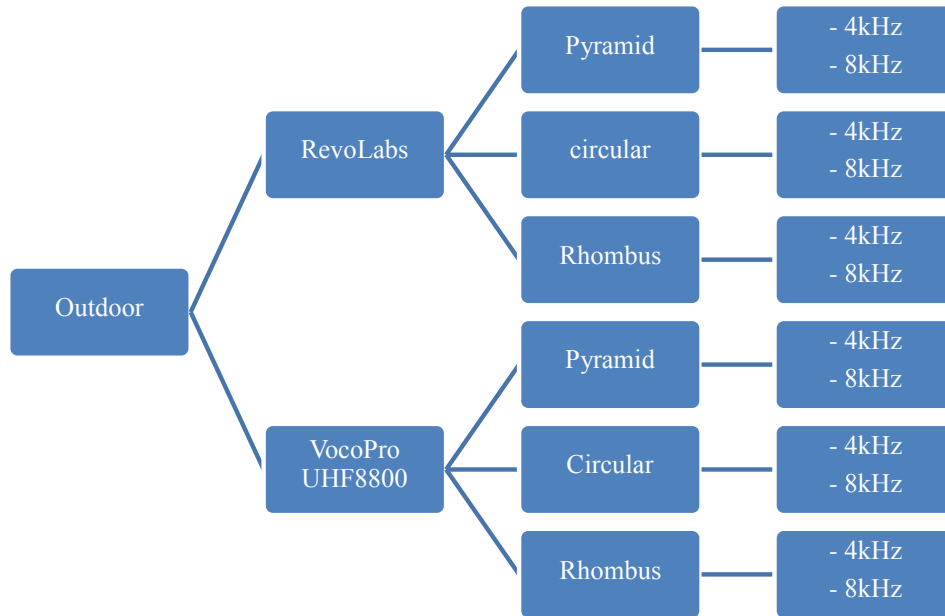 Outdoor
RevoLabs
Pyramid
- 4kHz
- 8kHz
circular
- 4kHz
- 8kHz
Rhombus
- 4kHz
- 8kHz
VocoPro
UHF8800
Pyramid
- 4kHz
- 8kHz
Circular
- 4kHz
- 8kHz
Rhombus
- 4kHz
- 8kHz